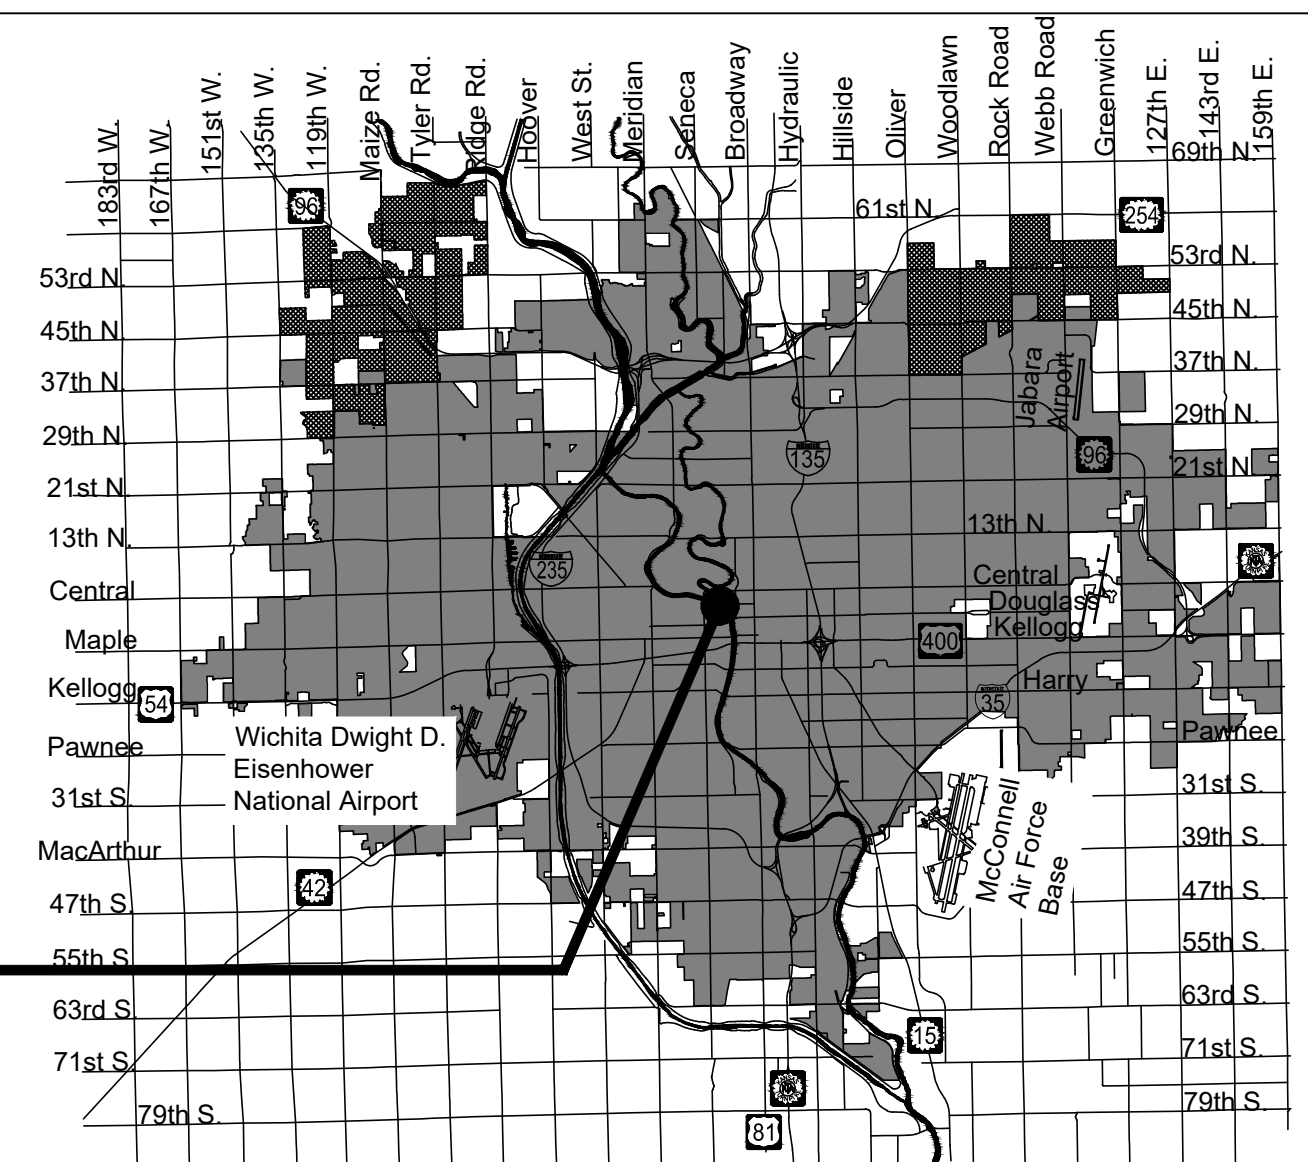 183rd W.
167th W.
151st W.
135th W.
119th W.
Maize Rd.
Tyler Rd.
Ridge Rd.
Hoover
West St.
Meridian
Seneca
Broadway
Hydraulic
Hillside
Oliver
Woodlawn
Rock Road
Webb Road
Greenwich
127th E.
143rd E.
159th E.
69th N.
96
61st N.
254
53rd N.
53rd N.
45th N.
45th N.
37th N.
37th N.
Jabara
Airport
29th N.
29th N.
INTERSTATE
135
96
21st N.
21st N.
13th N.
13th N.
INTERSTATE
235
Central
Central
Douglass
Kellogg
400
Maple
Kellogg
54
Harry
INTERSTATE
35
Pawnee
Pawnee
Wichita Dwight D.
Eisenhower
National Airport
31st S.
31st S.
McConnell
Air Force
Base
MacArthur
39th S.
42
47th S.
47th S.
55th S.
55th S.
63rd S.
63rd S.
15
71st S.
71st S.
79th S.
79th S.
81